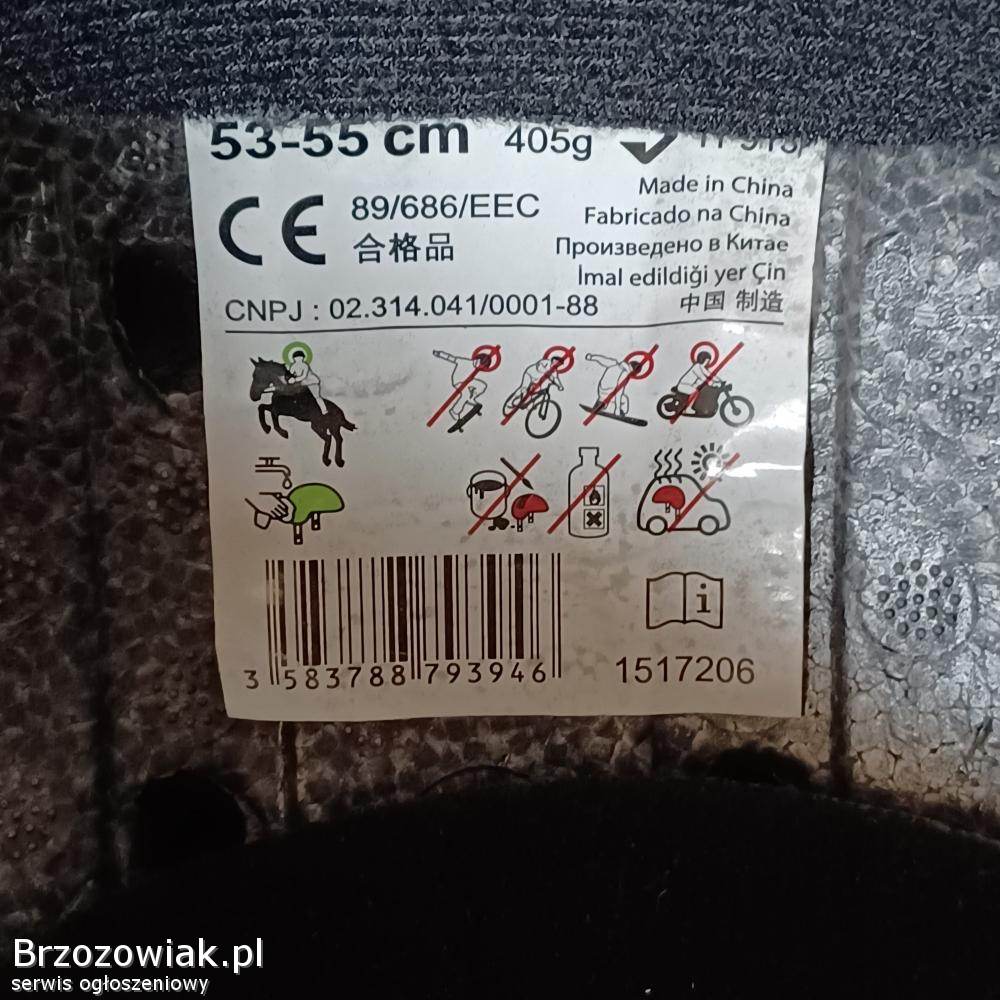 53-55 cm 405g
CE 89/686/EEC
合格品
Made in China
Fabricado na China
Произведено в Китае
İmal edildiği yer Çin
中国 制造
CNPJ : 02.314.041/0001-88
3 583788 793946
1517206
Brzozowiak.pl
serwis ogłoszeniowy